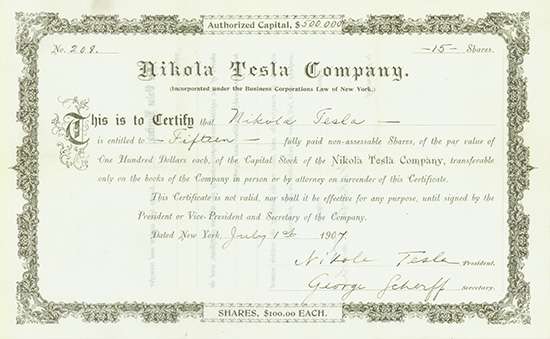 Authorized Capital, $500,000
No. 208. -15- Shares.
Nikola Tesla Company.
(Incorporated under the Business Corporations Law of New York.)
This is to Certify that Nikola Tesla
is entitled to - Fifteen - fully paid non-assessable Shares, of the par value of
One Hundred Dollars each, of the Capital Stock of the Nikola Tesla Company, transferable
only on the books of the Company in person or by attorney on surrender of this Certificate.
This Certificate is not valid, nor shall it be effective for any purpose, until signed by the
President or Vice-President and Secretary of the Company.
Dated New York, July 1st 1907
Nikola Tesla President.
George Scherff Secretary.
SHARES, $100.00 EACH.